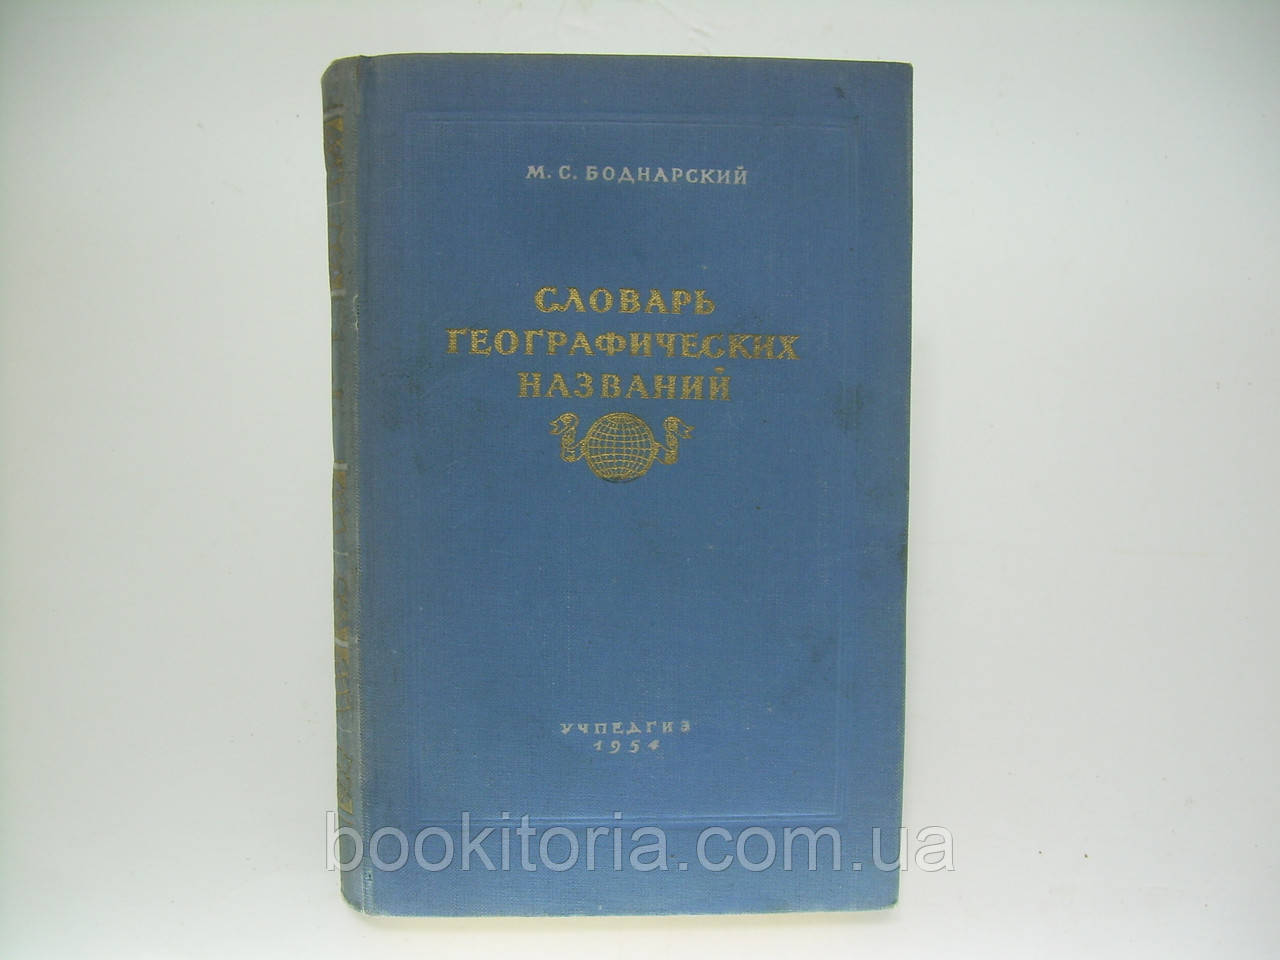 М. С. БОДНАРСКИЙ
СЛОВАРЬ
ГЕОГРАФИЧЕСКИХ
НАЗВАНИЙ
УЧПЕДГИЗ
1954
bookitoria.com.ua